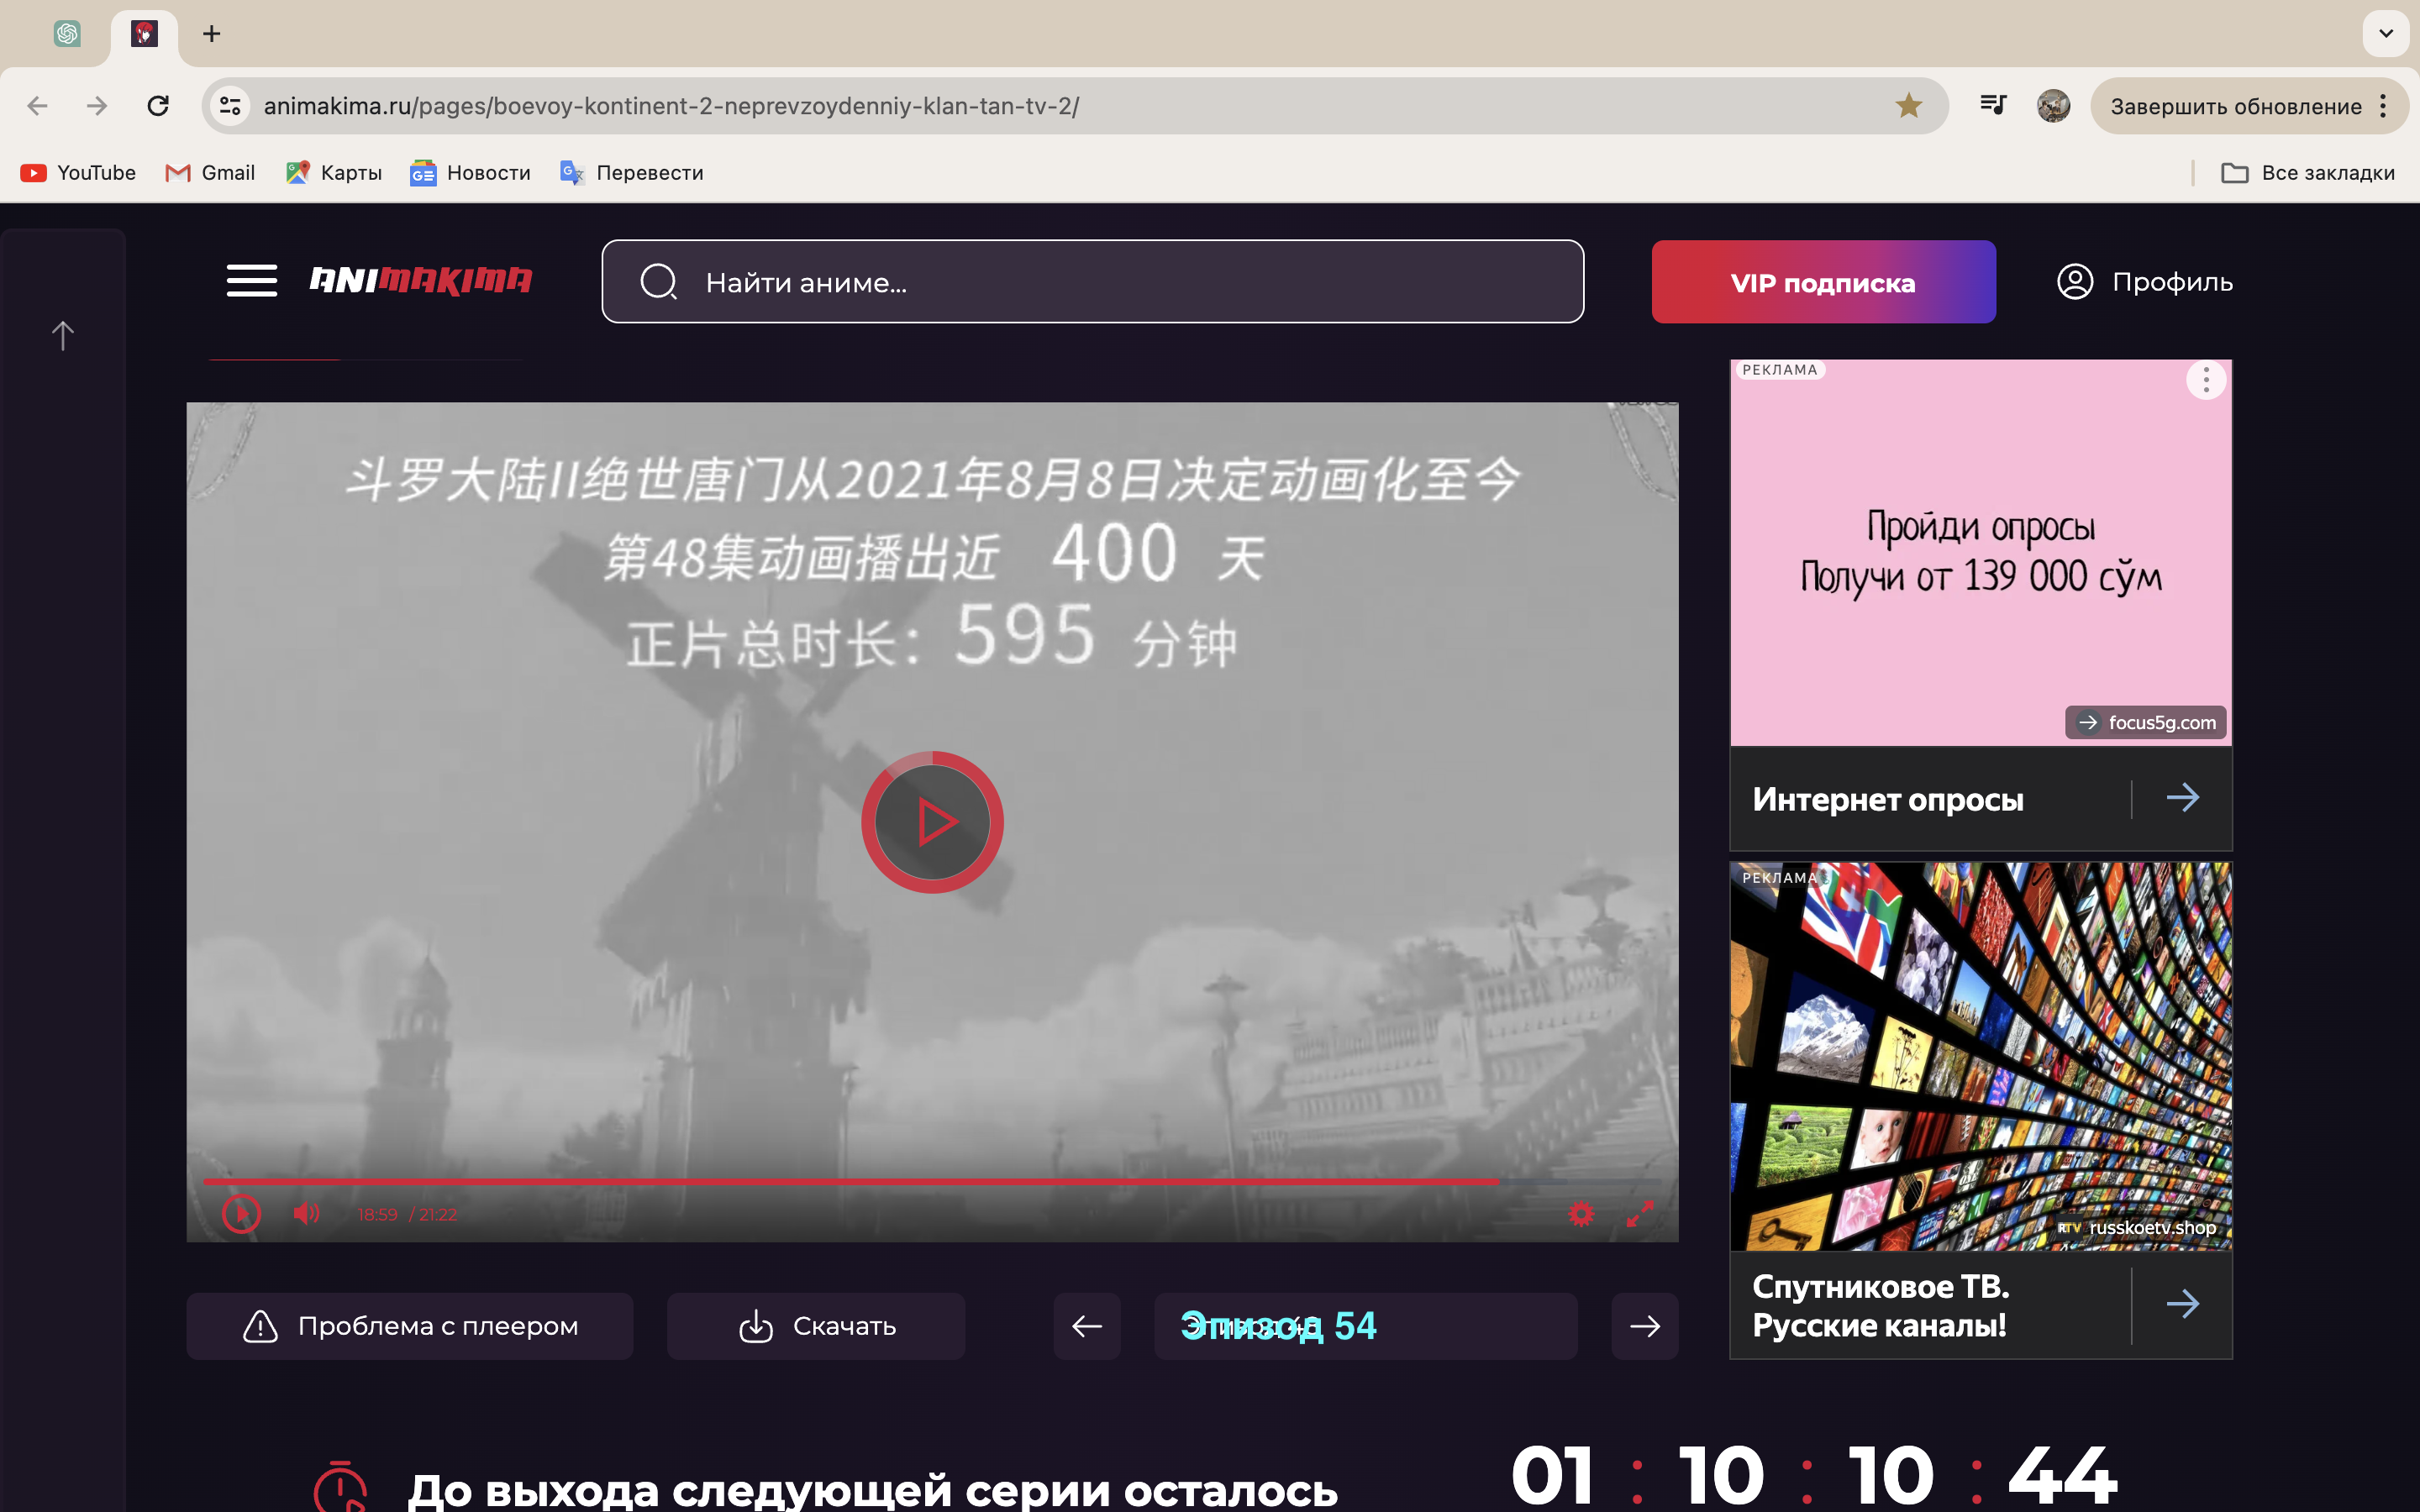 animakima.ru/pages/boevoy-kontinent-2-neprevzoydenniy-klan-tan-tv-2/
Завершить обновление
YouTube
Gmail
Карты
Новости
Перевести
Все закладки
ANIMAKIMA
Найти аниме...
VIP подписка
Профиль
斗罗大陆II绝世唐门从2021年8月8日决定动画化至今
第48集动画播出近 400 天
正片总时长：595 分钟
18:59 / 21:22
РЕКЛАМА
Пройди опросы
Получи от 139 000 сўм
focus5g.com
Интернет опросы
РЕКЛАМА
RTV russkoetv.shop
Спутниковое ТВ.
Русские каналы!
Проблема с плеером
Скачать
Эпизод 54
До выхода следующей серии осталось
01 : 10 : 10 : 44